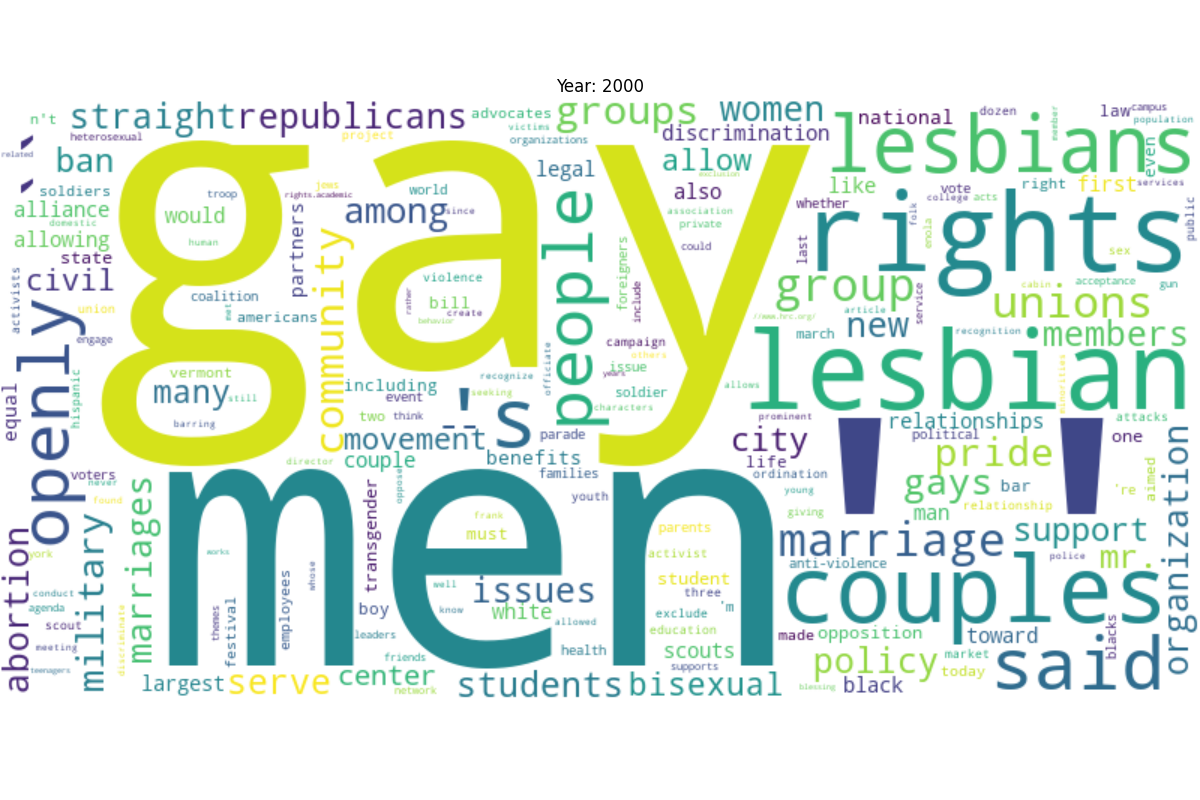 Year: 2000
n't
straight
republicans
advocates
groups
women
national
dozen
member
law
campus
population
heterosexual
project
victims
organizations
discrimination
lesbians
even
``
related
ban
gay
legal
allow
exclusion
soldiers
troop
jews
rights.academic
world
people
also
like
vote
college
acts
right
first
services
alliance
domestic
would
partners
among
since
association
private
whether
folk
enola
rights
public
allowing
human
community
could
last
sex
state
civil
activists
coalition
violence
foreigners
include
group
service
cabin
acceptance
gun
union
americans
met
rather
bill
create
behavior
//www.hrc.org/
article
unions
openly
engage
campaign
march
new
recognition
members
vermont
officiate
others
issue
years
lesbian
minorities
equal
hispanic
many
still
including
recognize
seeking
soldier
allows
barring
event
two
think
's
characters
prominent
relationships
attacks
movement
--
parade
city
''
political
one
director
couple
benefits
families
life
ordination
pride
voters
never
found
oppose
youth
young
gays
bar
're
aimed
organization
men
giving
man
relationship
abortion
york
military
marriages
transgender
frank
must
parents
marriage
support
works
whose
activist
police
mr.
conduct
agenda
employees
well
issues
student
anti-violence
couples
scout
discriminate
themes
festival
boy
know
white
allowed
three
'm
exclude
meeting
leaders
education
made
opposition
toward
blacks
teenagers
friends
health
scouts
supports
policy
market
today
said
largest
serve
center
network
students
bisexual
blessing
black